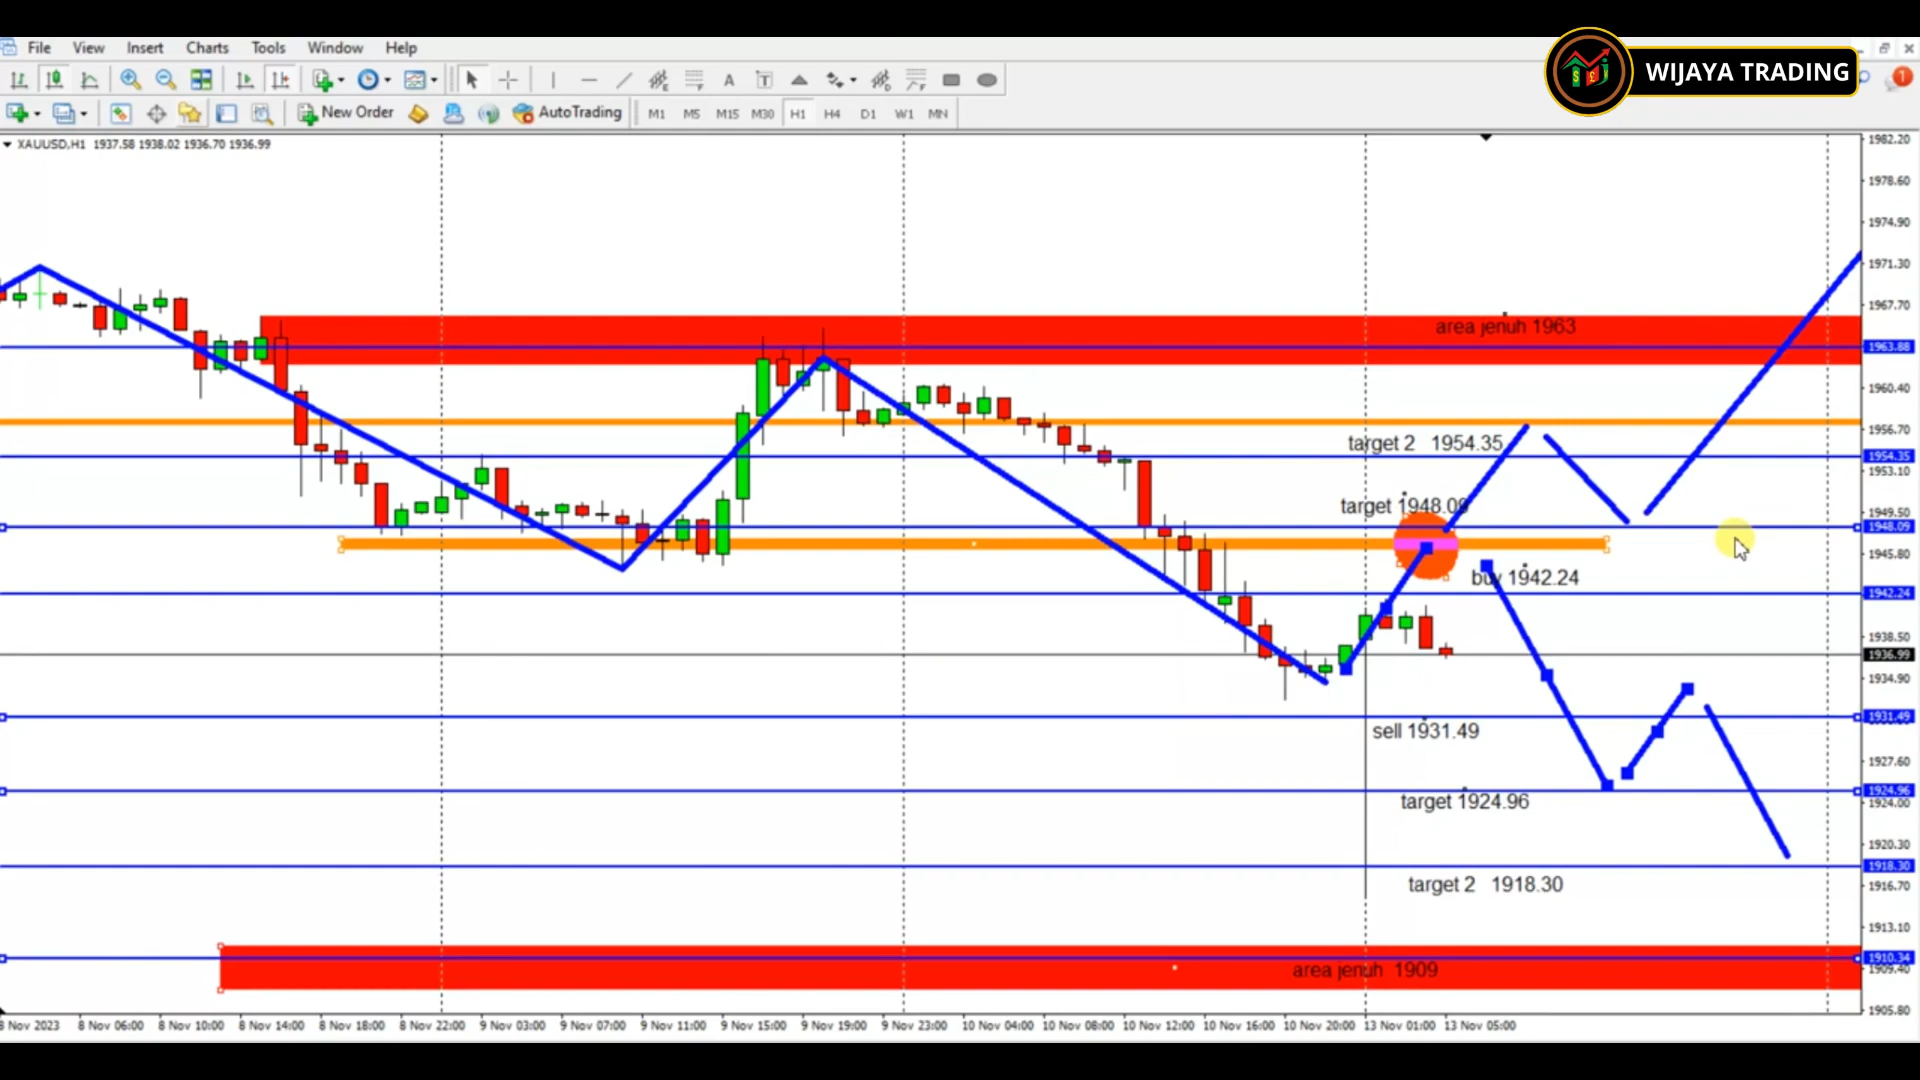 File View Insert Charts Tools Window Help
WIJAYA TRADING
1
New Order AutoTrading M1 M5 M15 M30 H1 H4 D1 W1 MN
XAUUSD,H1 1937.58 1938.02 1936.70 1936.99
1982.20
1978.60
1974.90
1971.30
1967.70
area jenuh 1963
1963.88
1960.40
1956.70
target 2 1954.35
1954.35
1953.10
target 1948.09
1949.50
1948.09
1945.80
buy 1942.24
1942.24
1938.50
1936.99
1934.90
1931.49
sell 1931.49
1927.60
1924.96
target 1924.96
1924.00
1920.30
1918.30
target 2 1918.30
1916.70
1913.10
1910.34
area jenuh 1909
1909.40
1905.80
8 Nov 2023 8 Nov 06:00 8 Nov 10:00 8 Nov 14:00 8 Nov 18:00 8 Nov 22:00 9 Nov 03:00 9 Nov 07:00 9 Nov 11:00 9 Nov 15:00 9 Nov 19:00 9 Nov 23:00 10 Nov 04:00 10 Nov 08:00 10 Nov 12:00 10 Nov 16:00 10 Nov 20:00 13 Nov 01:00 13 Nov 05:00